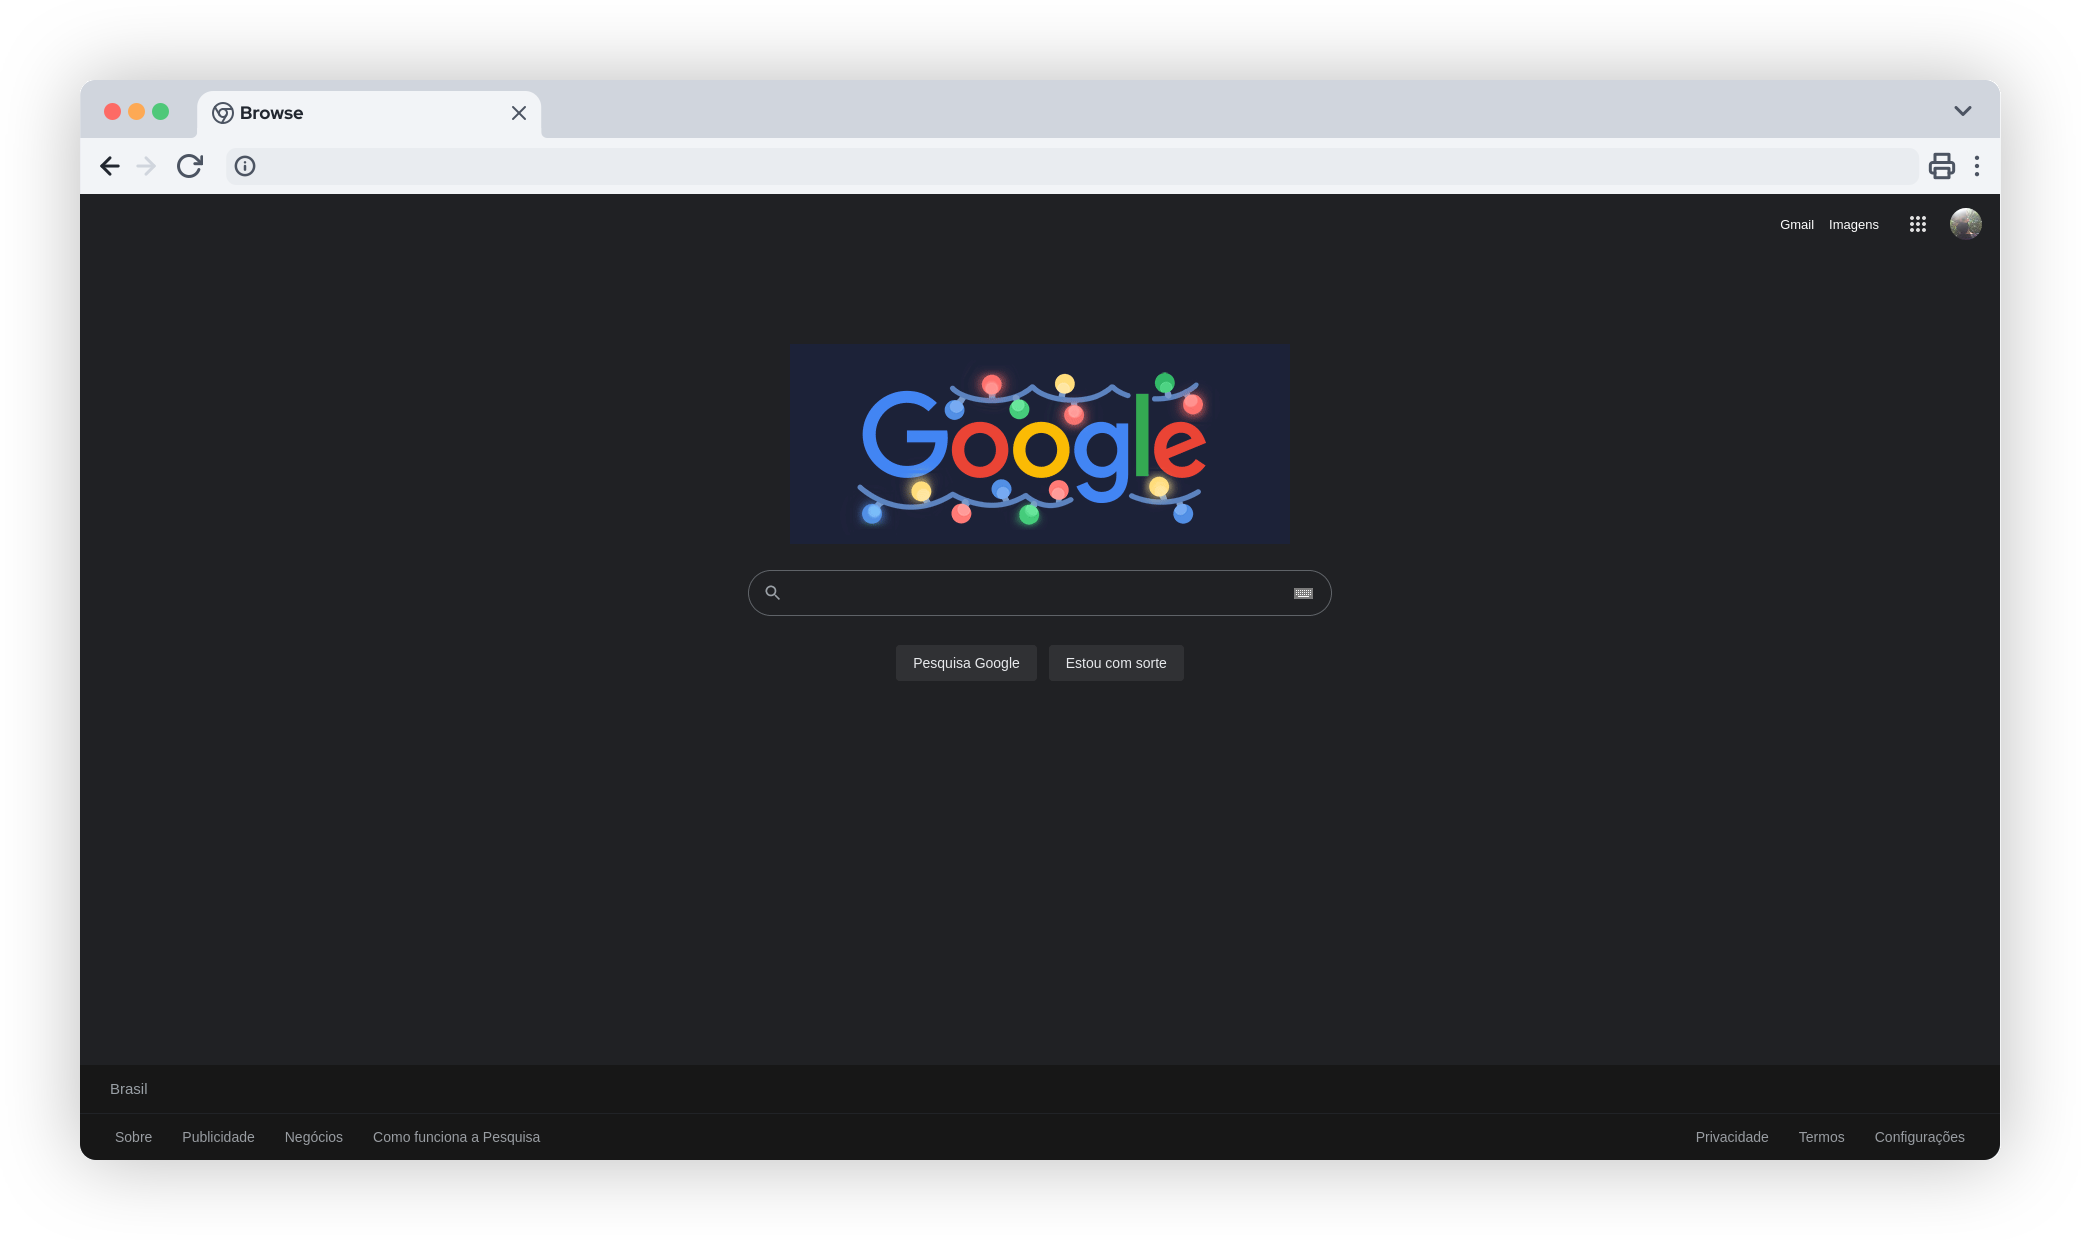 Browse
Gmail Imagens
Google
Pesquisa Google Estou com sorte
Brasil
Sobre Publicidade Negócios Como funciona a Pesquisa Privacidade Termos Configurações